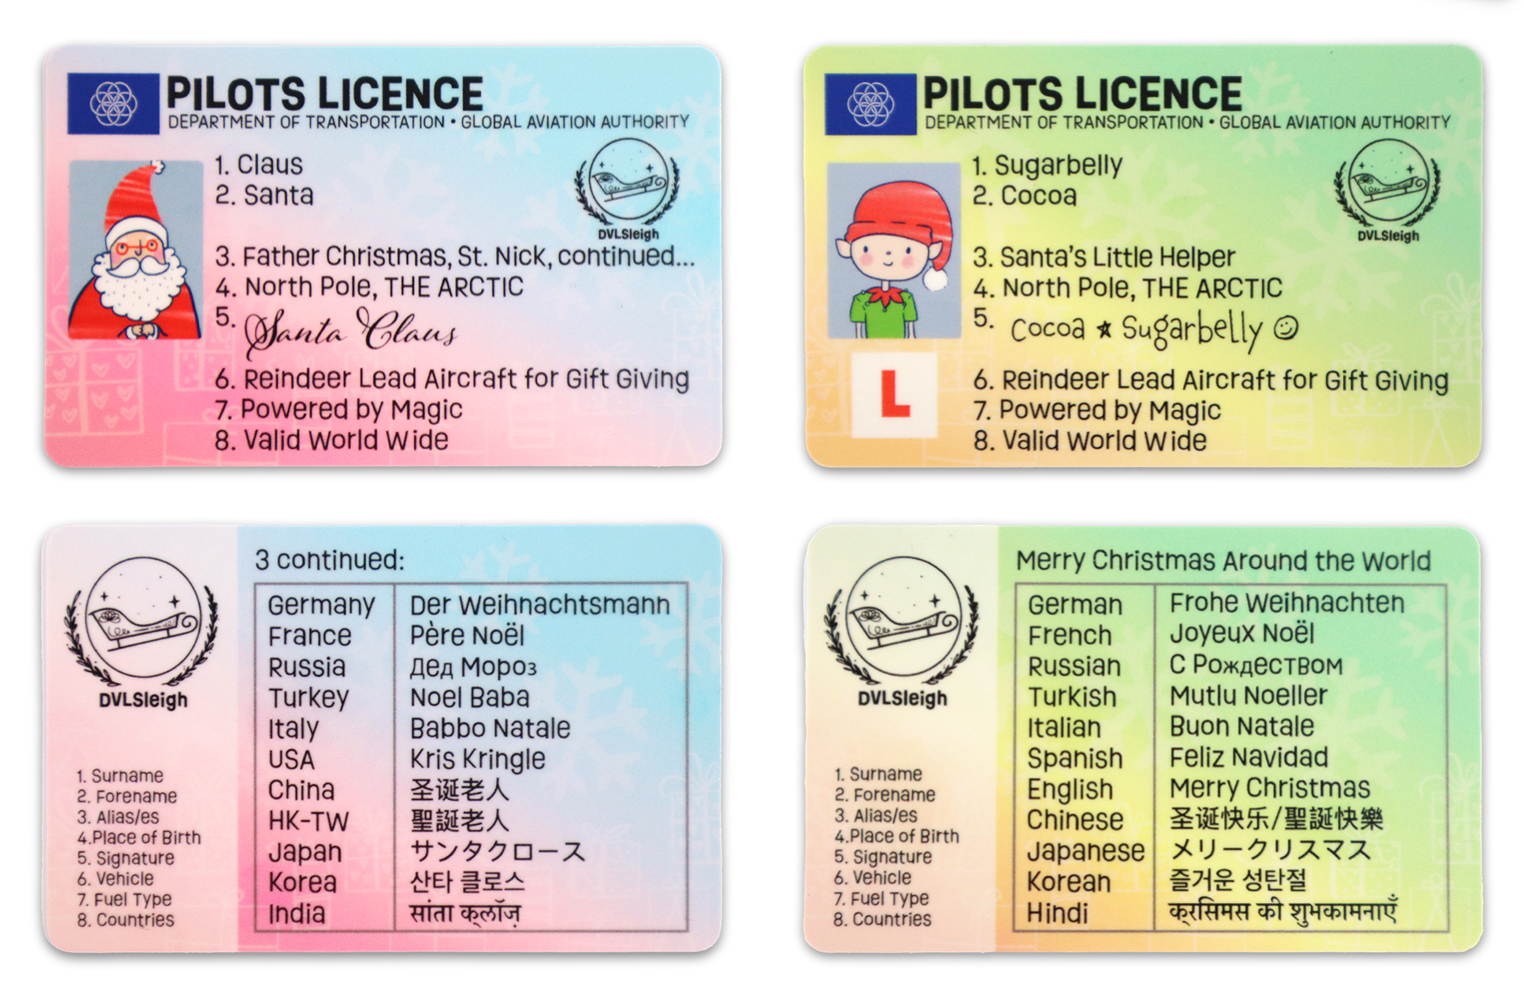 PILOTS LICENCE
DEPARTMENT OF TRANSPORTATION • GLOBAL AVIATION AUTHORITY
1. Claus
2. Santa
DVLSleigh
3. Father Christmas, St. Nick, continued...
4. North Pole, THE ARCTIC
5. Santa Claus
6. Reindeer Lead Aircraft for Gift Giving
7. Powered by Magic
8. Valid World Wide
PILOTS LICENCE
DEPARTMENT OF TRANSPORTATION • GLOBAL AVIATION AUTHORITY
1. Sugarbelly
2. Cocoa
DVLSleigh
3. Santa's Little Helper
4. North Pole, THE ARCTIC
5. Cocoa ★ Sugarbelly ☺
L
6. Reindeer Lead Aircraft for Gift Giving
7. Powered by Magic
8. Valid World Wide
DVLSleigh
1. Surname
2. Forename
3. Alias/es
4.Place of Birth
5. Signature
6. Vehicle
7. Fuel Type
8. Countries
3 continued:
Germany Der Weihnachtsmann
France Père Noël
Russia Дед Мороз
Turkey Noel Baba
Italy Babbo Natale
USA Kris Kringle
China 圣诞老人
HK-TW 聖誕老人
Japan サンタクロース
Korea 산타 클로스
India सांता क्लॉज़
DVLSleigh
1. Surname
2. Forename
3. Alias/es
4.Place of Birth
5. Signature
6. Vehicle
7. Fuel Type
8. Countries
Merry Christmas Around the World
German Frohe Weihnachten
French Joyeux Noël
Russian С Рождеством
Turkish Mutlu Noeller
Italian Buon Natale
Spanish Feliz Navidad
English Merry Christmas
Chinese 圣诞快乐/聖誕快樂
Japanese メリークリスマス
Korean 즐거운 성탄절
Hindi क्रसिमस की शुभकामनाएँ